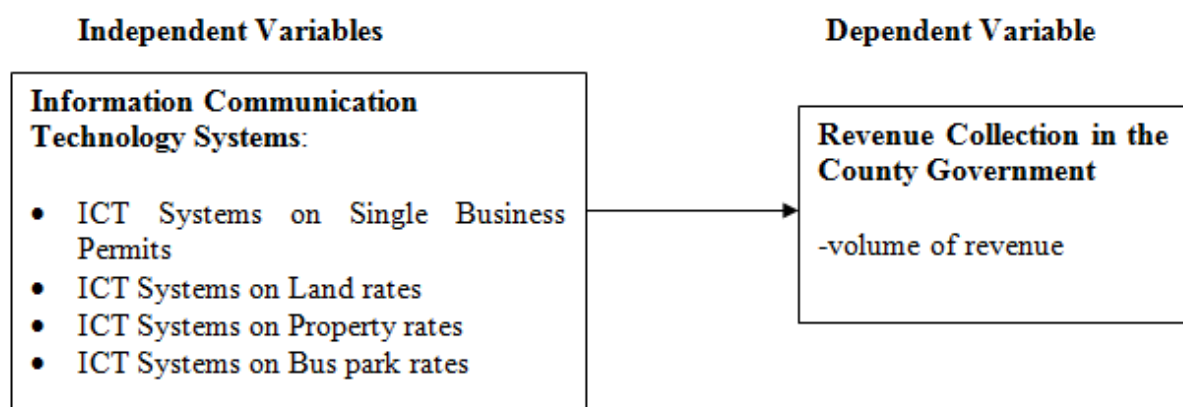 Independent Variables
Dependent Variable
Information Communication
Technology Systems:
• ICT Systems on Single Business
Permits
• ICT Systems on Land rates
• ICT Systems on Property rates
• ICT Systems on Bus park rates
Revenue Collection in the
County Government
-volume of revenue